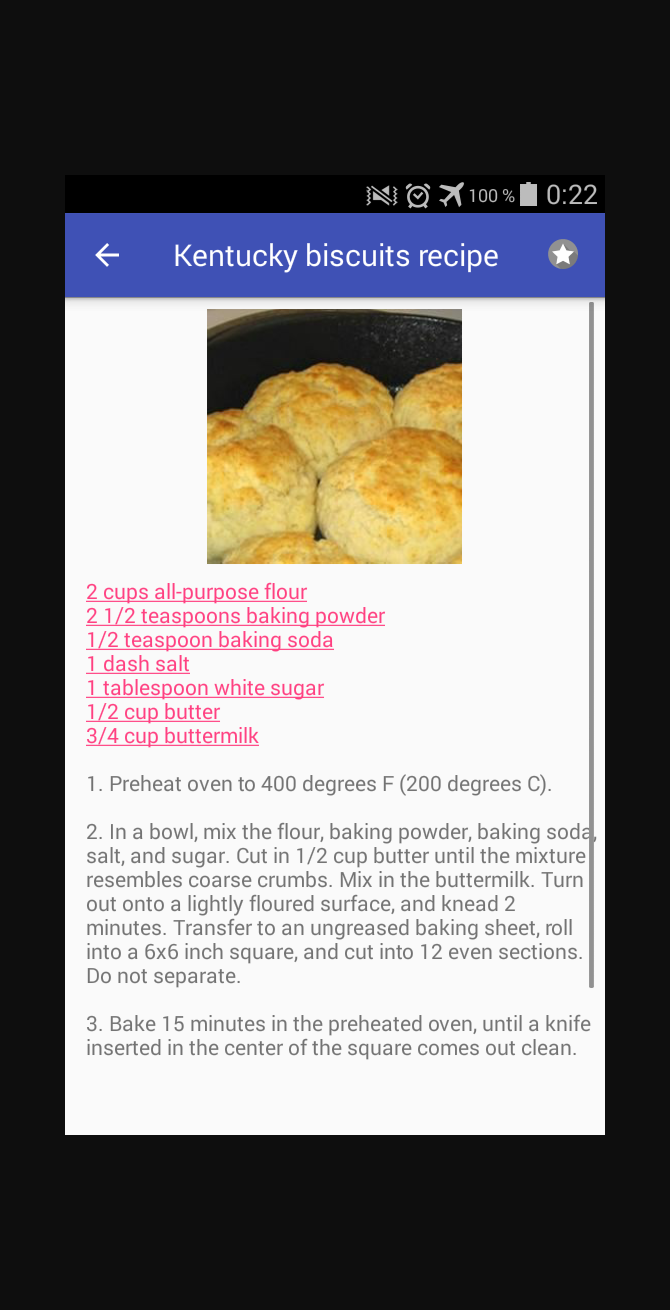 100 % 0:22
Kentucky biscuits recipe
2 cups all-purpose flour
2 1/2 teaspoons baking powder
1/2 teaspoon baking soda
1 dash salt
1 tablespoon white sugar
1/2 cup butter
3/4 cup buttermilk
1. Preheat oven to 400 degrees F (200 degrees C).
2. In a bowl, mix the flour, baking powder, baking soda,
salt, and sugar. Cut in 1/2 cup butter until the mixture
resembles coarse crumbs. Mix in the buttermilk. Turn
out onto a lightly floured surface, and knead 2
minutes. Transfer to an ungreased baking sheet, roll
into a 6x6 inch square, and cut into 12 even sections.
Do not separate.
3. Bake 15 minutes in the preheated oven, until a knife
inserted in the center of the square comes out clean.